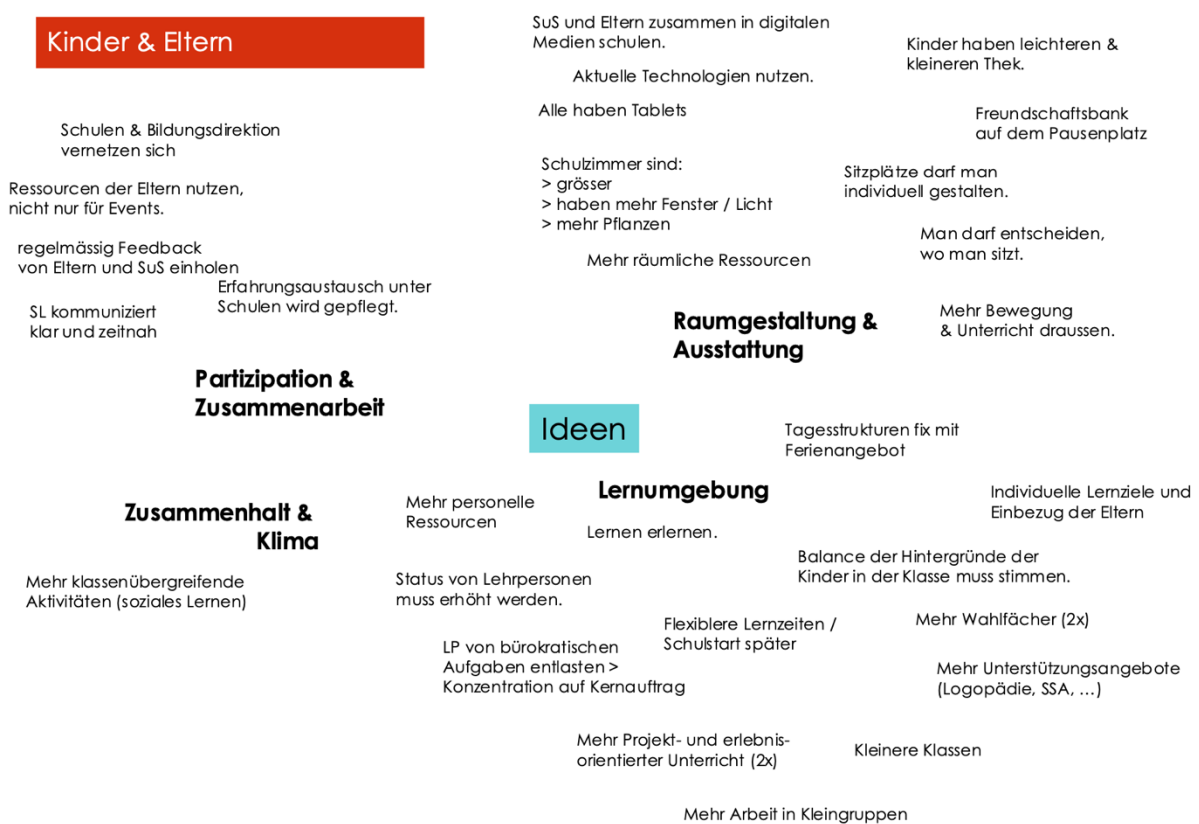 Kinder & Eltern
Schulen & Bildungsdirektion
vernetzen sich
Ressourcen der Eltern nutzen,
nicht nur für Events.
regelmässig Feedback
von Eltern und SuS einholen
Erfahrungsaustausch unter
Schulen wird gepflegt.
SL kommuniziert
klar und zeitnah
Partizipation &
Zusammenarbeit
SuS und Eltern zusammen in digitalen
Medien schulen.
Aktuelle Technologien nutzen.
Alle haben Tablets
Schulzimmer sind:
> grösser
> haben mehr Fenster / Licht
> mehr Pflanzen
Mehr räumliche Ressourcen
Kinder haben leichteren &
kleineren Thek.
Freundschaftsbank
auf dem Pausenplatz
Sitzplätze darf man
individuell gestalten.
Man darf entscheiden,
wo man sitzt.
Mehr Bewegung
& Unterricht draussen.
Raumgestaltung &
Ausstattung
Ideen
Zusammenhalt &
Klima
Mehr klassenübergreifende
Aktivitäten (soziales Lernen)
Mehr personelle
Ressourcen
Status von Lehrpersonen
muss erhöht werden.
LP von bürokratischen
Aufgaben entlasten >
Konzentration auf Kernauftrag
Lernumgebung
Lernen erlernen.
Tagesstrukturen fix mit
Ferienangebot
Individuelle Lernziele und
Einbezug der Eltern
Balance der Hintergründe der
Kinder in der Klasse muss stimmen.
Flexiblere Lernzeiten /
Schulstart später
Mehr Wahlfächer (2x)
Mehr Unterstützungsangebote
(Logopädie, SSA, ...)
Mehr Projekt- und erlebnis-
orientierter Unterricht (2x)
Kleinere Klassen
Mehr Arbeit in Kleingruppen